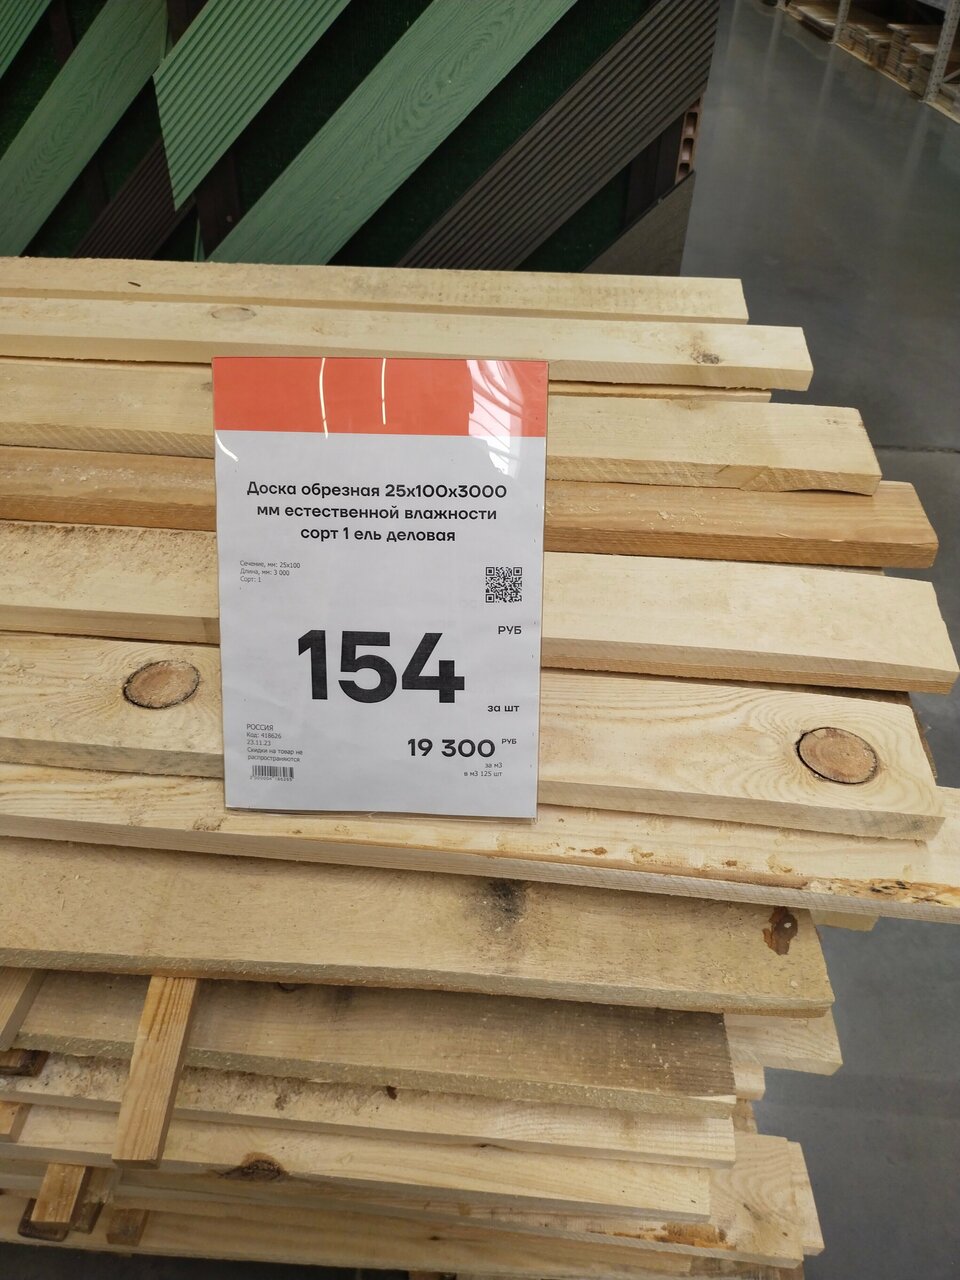 Доска обрезная 25х100х3000
мм естественной влажности
сорт 1 ель деловая
Сечение, мм: 25х100
Длина, мм: 3 000
Сорт: 1
РУБ
154
за шт
РОССИЯ
Код: 418626
23.11.23
Скидки на товар не
распространяются
19 300 РУБ
за м3
в м3 125 шт